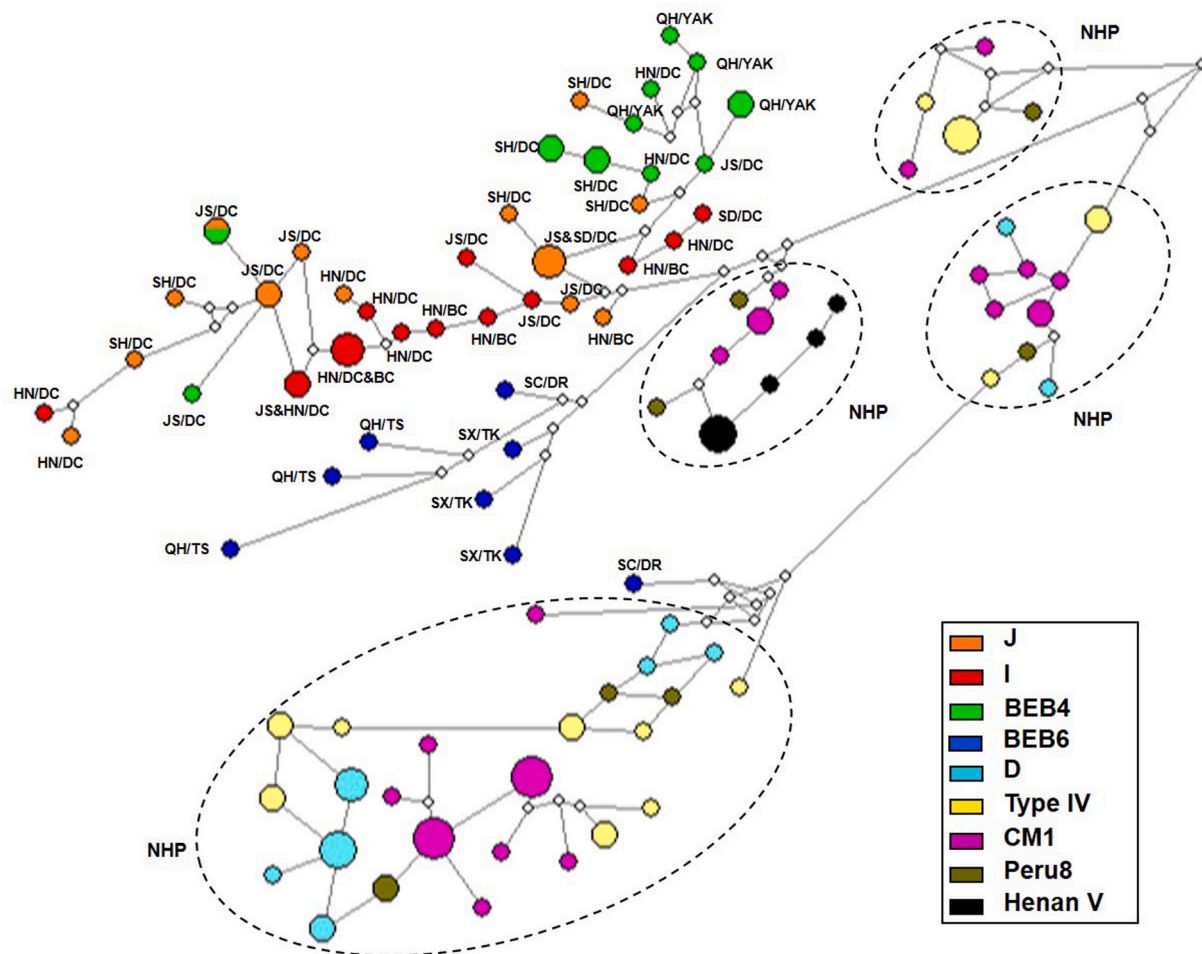 QH/YAK
NHP
QH/YAK
HN/DC
SH/DC
QH/YAK
QH/YAK
SH/DC
HN/DC
JS/DC
SH/DC
SH/DC
SH/DC
JS/DC
SD/DC
JS&SD/DC
JS/DC
JS/DC
HN/DC
JS/DC
HN/DC
HN/BC
SH/DC
HN/DC
JS/DC
HN/BC
JS/DC
HN/BC
HN/BC
SH/DC
HN/DC
HN/DC&BC
HN/DC
JS/DC
JS&HN/DC
SC/DR
NHP
NHP
HN/DC
QH/TS
SX/TK
QH/TS
SX/TK
QH/TS
SX/TK
SC/DR
NHP
J
I
BEB4
BEB6
D
Type IV
CM1
Peru8
Henan V